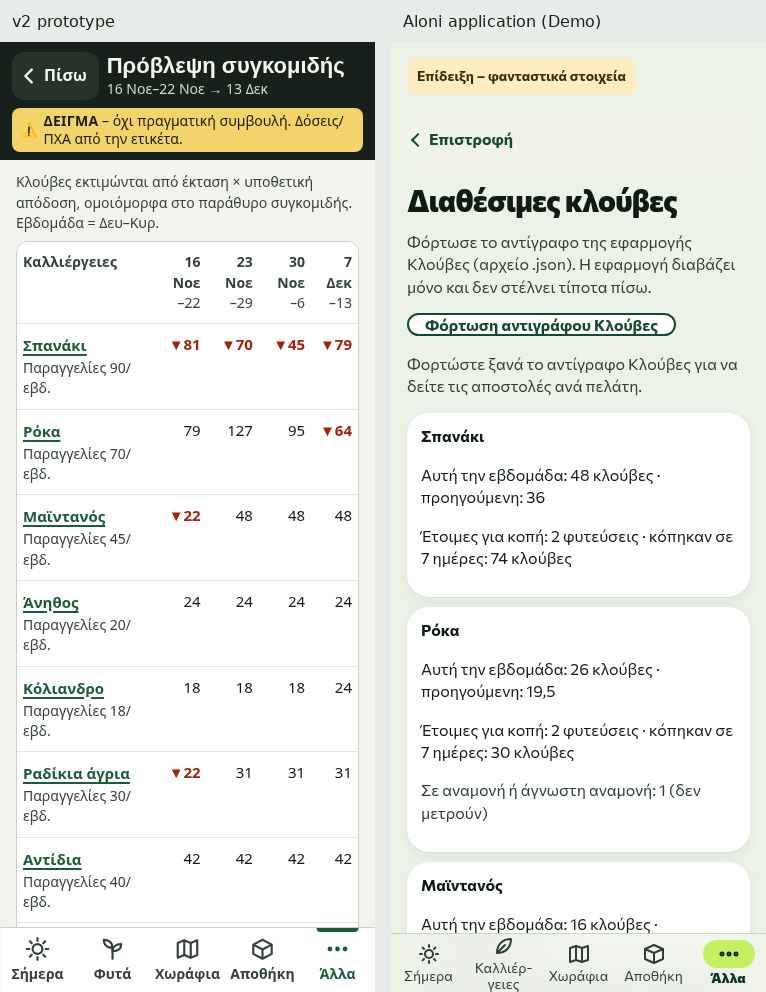 v2 prototype
Πίσω
Πρόβλεψη συγκομιδής
16 Νοε–22 Νοε → 13 Δεκ
⚠️ ΔΕΙΓΜΑ – όχι πραγματική συμβουλή. Δόσεις/
ΠΧΑ από την ετικέτα.
Κλούβες εκτιμώνται από έκταση × υποθετική
απόδοση, ομοιόμορφα στο παράθυρο συγκομιδής.
Εβδομάδα = Δευ–Κυρ.
Καλλιέργειες 16 23 30 7
Νοε Νοε Νοε Δεκ
–22 –29 –6 –13
Σπανάκι ▼81 ▼70 ▼45 ▼79
Παραγγελίες 90/
εβδ.
Ρόκα 79 127 95 ▼64
Παραγγελίες 70/
εβδ.
Μαϊντανός ▼22 48 48 48
Παραγγελίες 45/
εβδ.
Άνηθος 24 24 24 24
Παραγγελίες 20/
εβδ.
Κόλιανδρο 18 18 18 24
Παραγγελίες 18/
εβδ.
Ραδίκια άγρια ▼22 31 31 31
Παραγγελίες 30/
εβδ.
Αντίδια 42 42 42 42
Παραγγελίες 40/
εβδ.
Σήμερα Φυτά Χωράφια Αποθήκη Άλλα
Aloni application (Demo)
Επίδειξη – φανταστικά στοιχεία
Επιστροφή
Διαθέσιμες κλούβες
Φόρτωσε το αντίγραφο της εφαρμογής
Κλούβες (αρχείο .json). Η εφαρμογή διαβάζει
μόνο και δεν στέλνει τίποτα πίσω.
Φόρτωση αντιγράφου Κλούβες
Φορτώστε ξανά το αντίγραφο Κλούβες για να
δείτε τις αποστολές ανά πελάτη.
Σπανάκι
Αυτή την εβδομάδα: 48 κλούβες ·
προηγούμενη: 36
Έτοιμες για κοπή: 2 φυτεύσεις · κόπηκαν σε
7 ημέρες: 74 κλούβες
Ρόκα
Αυτή την εβδομάδα: 26 κλούβες ·
προηγούμενη: 19,5
Έτοιμες για κοπή: 2 φυτεύσεις · κόπηκαν σε
7 ημέρες: 30 κλούβες
Σε αναμονή ή άγνωστη αναμονή: 1 (δεν
μετρούν)
Μαϊντανός
Αυτή την εβδομάδα: 16 κλούβες ·
Σήμερα Καλλιέρ- Χωράφια Αποθήκη Άλλα
γειες